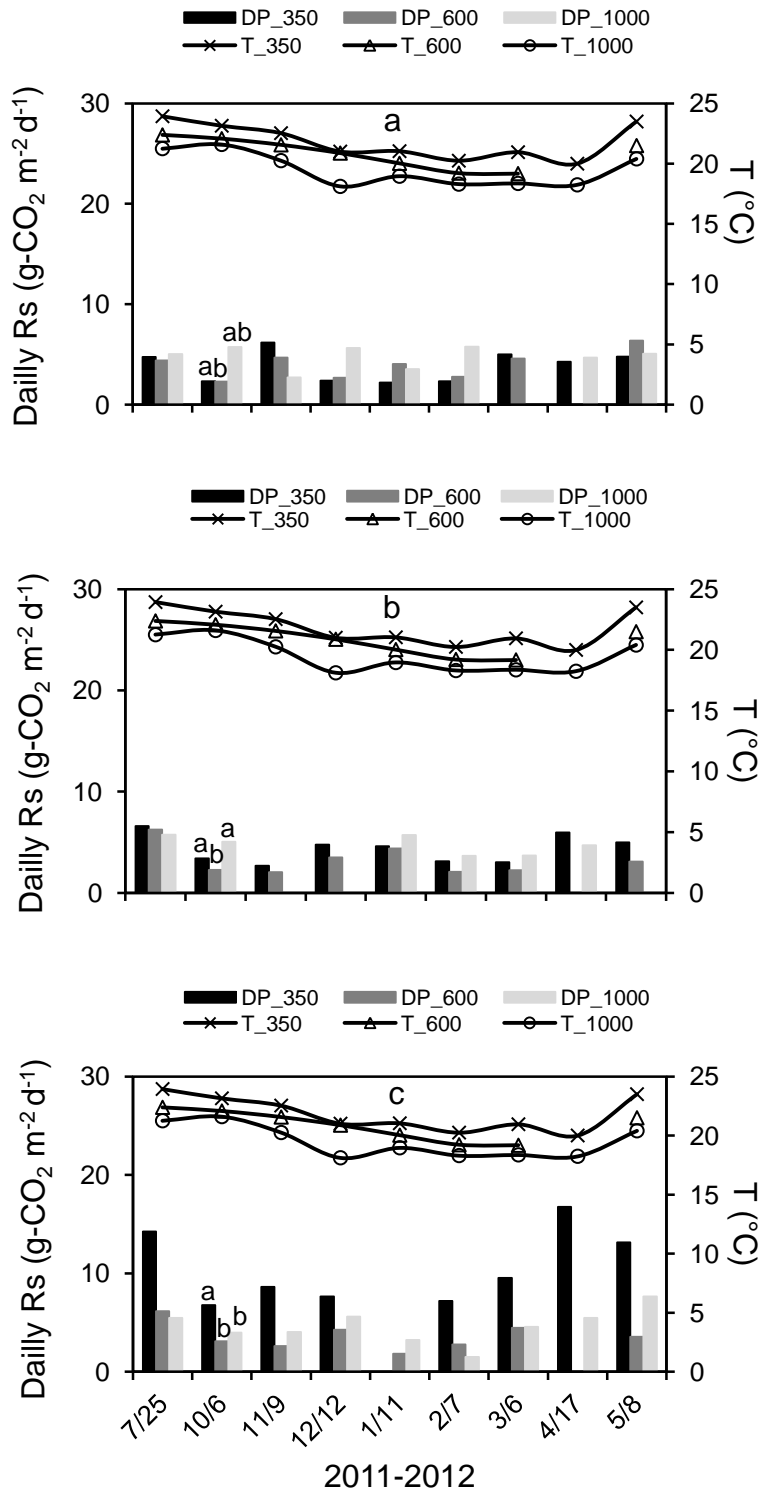 DP_350 DP_600 DP_1000
T_350 T_600 T_1000
Dailly Rs (g-CO₂ m⁻² d⁻¹)
30
20
10
0
a
ab
ab
25
20
15
10
5
0
T (°C)
DP_350 DP_600 DP_1000
T_350 T_600 T_1000
Dailly Rs (g-CO₂ m⁻² d⁻¹)
30
20
10
0
b
a
b
a
25
20
15
10
5
0
T (°C)
DP_350 DP_600 DP_1000
T_350 T_600 T_1000
Dailly Rs (g-CO₂ m⁻² d⁻¹)
30
20
10
0
c
a
b
b
25
20
15
10
5
0
T (°C)
7/25 10/6 11/9 12/12 1/11 2/7 3/6 4/17 5/8
2011-2012